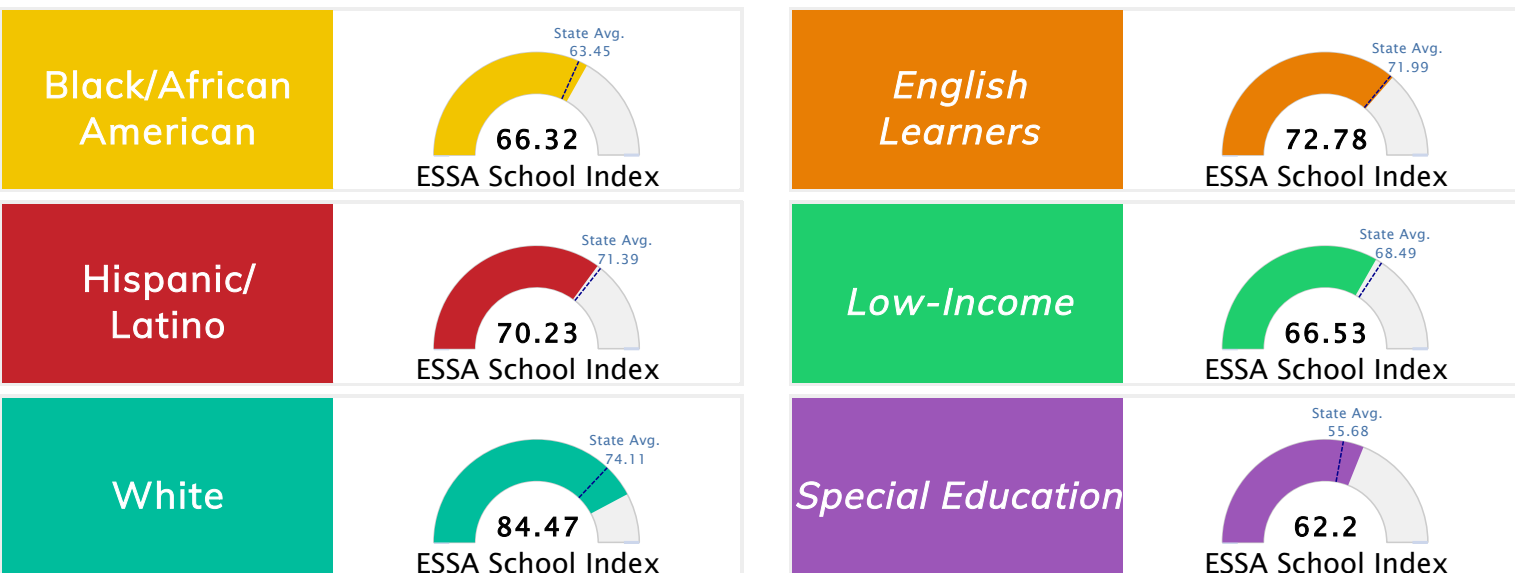 Black/African
American
State Avg.
63.45
66.32
ESSA School Index
English
Learners
State Avg.
71.99
72.78
ESSA School Index
Hispanic/
Latino
State Avg.
71.39
70.23
ESSA School Index
Low-Income
State Avg.
68.49
66.53
ESSA School Index
White
State Avg.
74.11
84.47
ESSA School Index
Special Education
State Avg.
55.68
62.2
ESSA School Index